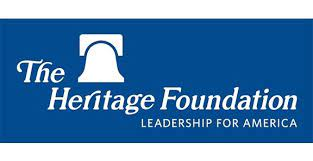 The
Heritage Foundation
LEADERSHIP FOR AMERICA